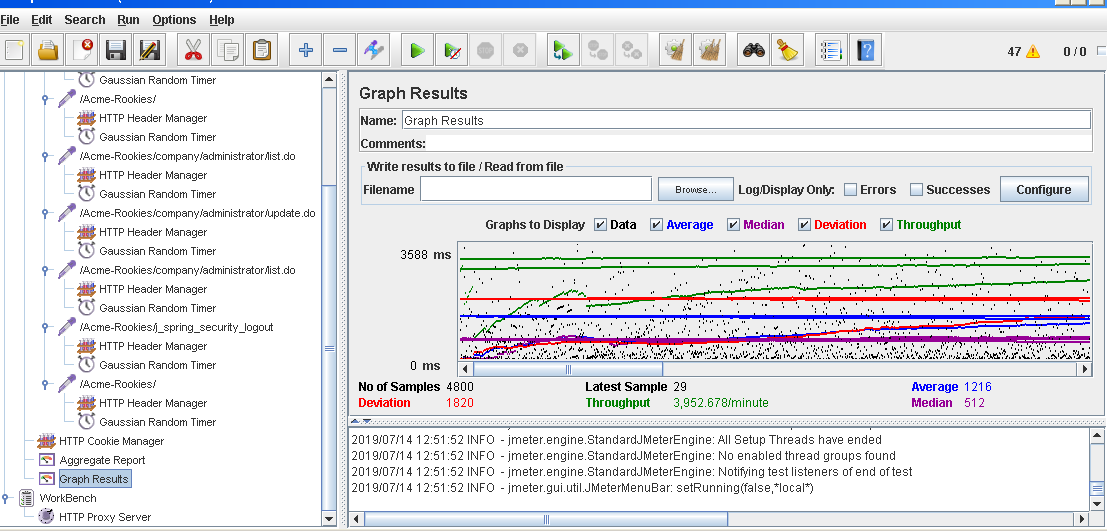 File Edit Search Run Options Help
47 0 / 0
Gaussian Random Timer
/Acme-Rookies/
HTTP Header Manager
Gaussian Random Timer
/Acme-Rookies/company/administrator/list.do
HTTP Header Manager
Gaussian Random Timer
/Acme-Rookies/company/administrator/update.do
HTTP Header Manager
Gaussian Random Timer
/Acme-Rookies/company/administrator/list.do
HTTP Header Manager
Gaussian Random Timer
/Acme-Rookies/j_spring_security_logout
HTTP Header Manager
Gaussian Random Timer
/Acme-Rookies/
HTTP Header Manager
Gaussian Random Timer
HTTP Cookie Manager
Aggregate Report
Graph Results
WorkBench
HTTP Proxy Server
Graph Results
Name: Graph Results
Comments:
Write results to file / Read from file
Filename Browse... Log/Display Only: Errors Successes Configure
Graphs to Display Data Average Median Deviation Throughput
3588 ms
0 ms
No of Samples 4800 Latest Sample 29 Average 1216
Deviation 1820 Throughput 3,952.678/minute Median 512
2019/07/14 12:51:52 INFO - jmeter.engine.StandardJMeterEngine: All Setup Threads have ended
2019/07/14 12:51:52 INFO - jmeter.engine.StandardJMeterEngine: No enabled thread groups found
2019/07/14 12:51:52 INFO - jmeter.engine.StandardJMeterEngine: Notifying test listeners of end of test
2019/07/14 12:51:52 INFO - jmeter.gui.util.JMeterMenuBar: setRunning(false,*local*)